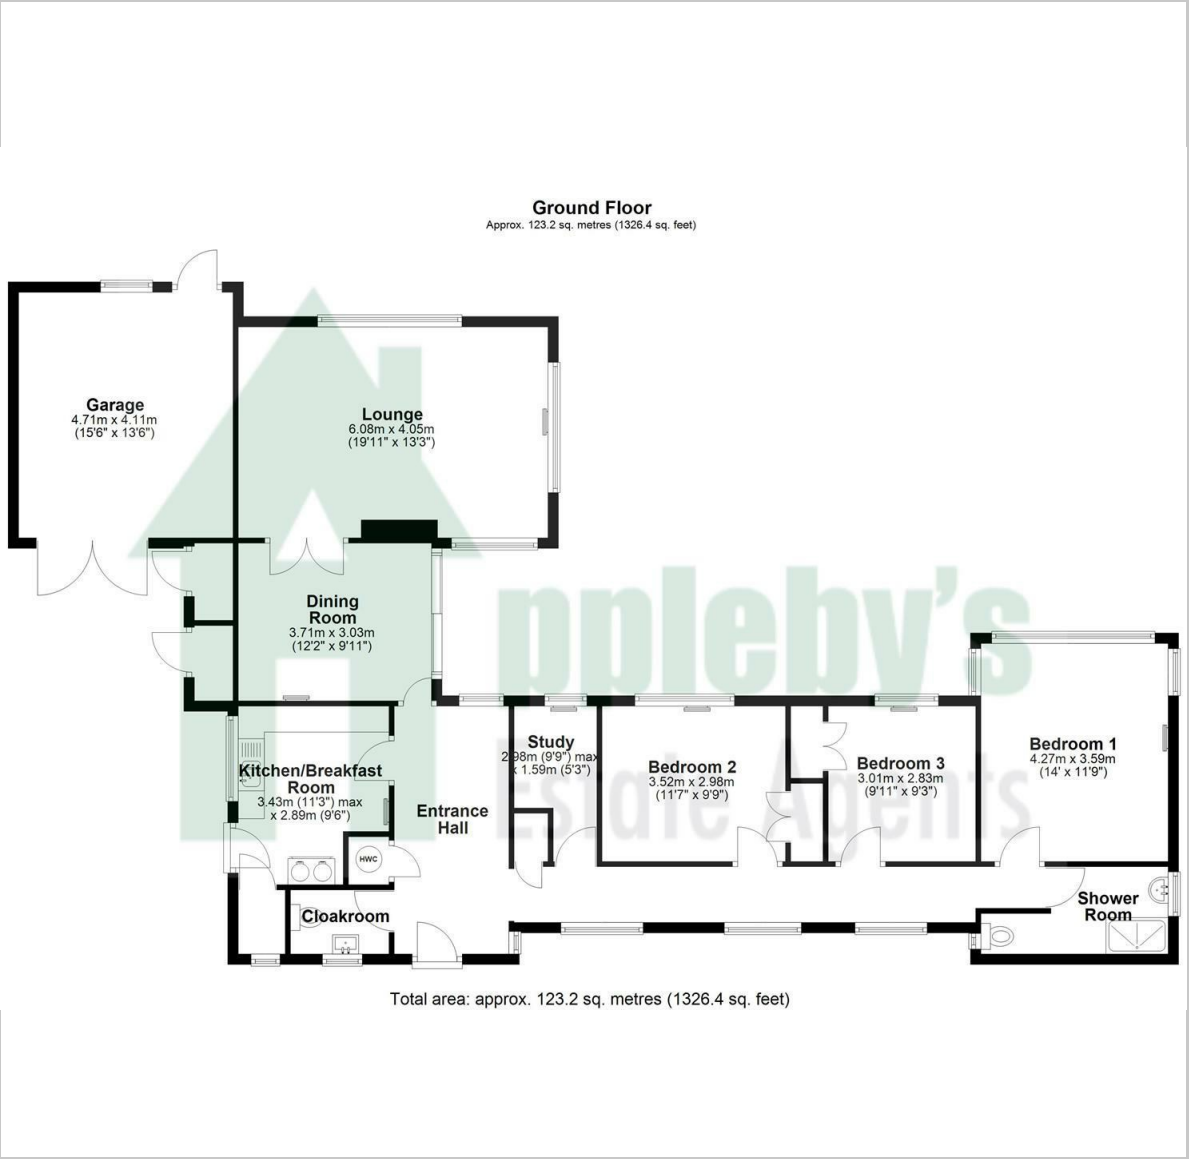 Ground Floor
Approx. 123.2 sq. metres (1326.4 sq. feet)
Garage
4.71m x 4.11m
(15'6" x 13'6")
Lounge
6.08m x 4.05m
(19'11" x 13'3")
Dining
Room
3.71m x 3.03m
(12'2" x 9'11")
ppleby's
Estate Agents
Kitchen/Breakfast
Room
3.43m (11'3") max
x 2.89m (9'6")
HWC
Cloakroom
Entrance
Hall
Study
2.98m (9'9") max
x 1.59m (5'3")
Bedroom 2
3.52m x 2.98m
(11'7" x 9'9")
Bedroom 3
3.01m x 2.83m
(9'11" x 9'3")
Bedroom 1
4.27m x 3.59m
(14' x 11'9")
Shower
Room
Total area: approx. 123.2 sq. metres (1326.4 sq. feet)